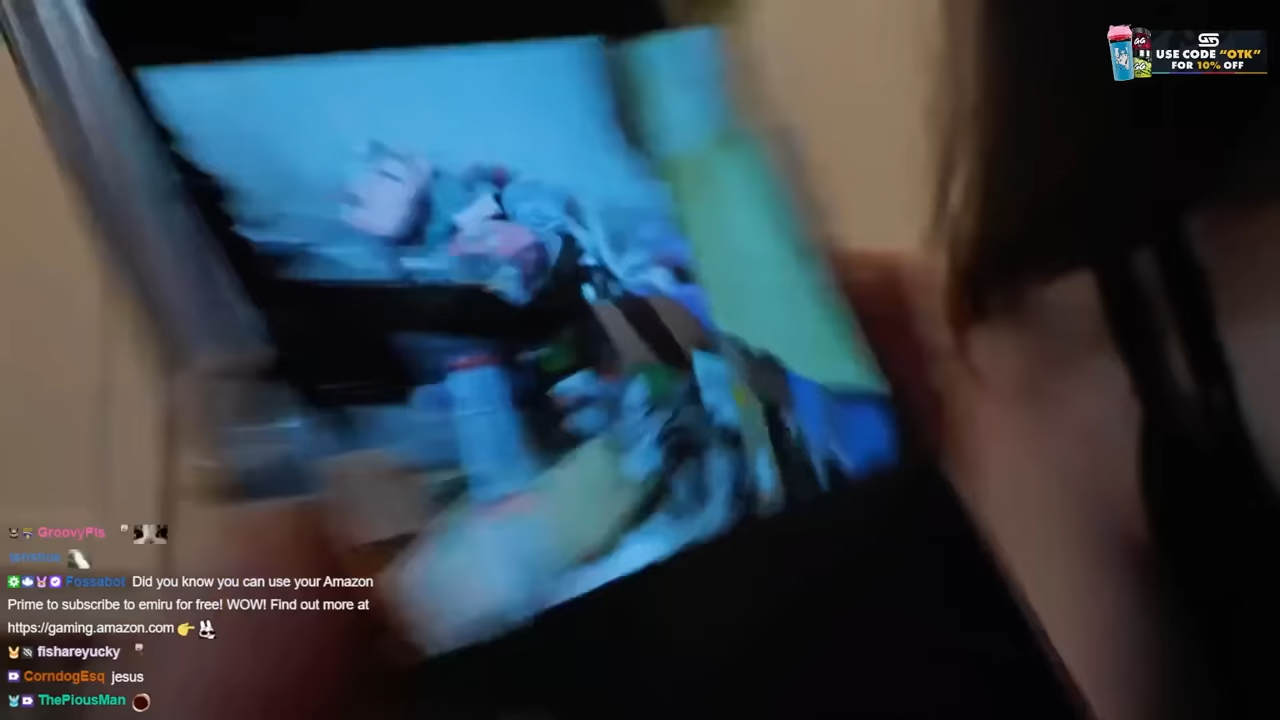 USE CODE "OTK"
FOR 10% OFF
GroovyPls
Fossabot Did you know you can use your Amazon
Prime to subscribe to emiru for free! WOW! Find out more at
https://gaming.amazon.com
fishareyucky
CorndogEsq jesus
ThePiousMan